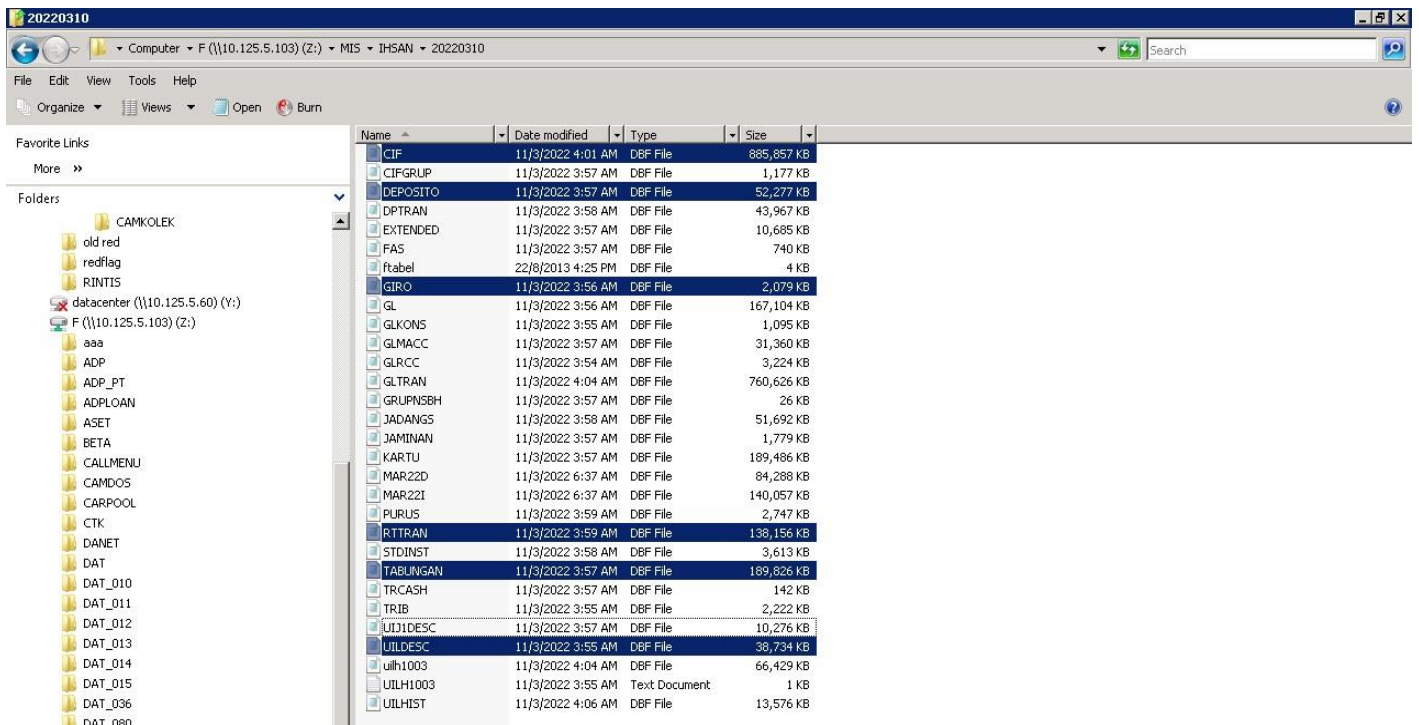 20220310
Computer F (\\10.125.5.103) (Z:) MIS IHSAN 20220310
Search
File Edit View Tools Help
Organize Views Open Burn
Favorite Links
More »
Folders
CAMKOLEK
old red
redflag
RINTIS
datacenter (\\10.125.5.60) (Y:)
F (\\10.125.5.103) (Z:)
aaa
ADP
ADP_PT
ADPLOAN
ASET
BETA
CALLMENU
CAMDOS
CARPOOL
CTK
DANET
DAT
DAT_010
DAT_011
DAT_012
DAT_013
DAT_014
DAT_015
DAT_036
DAT_080
Name Date modified Type Size
CIF 11/3/2022 4:01 AM DBF File 885,857 KB
CIFGRUP 11/3/2022 3:57 AM DBF File 1,177 KB
DEPOSITO 11/3/2022 3:57 AM DBF File 52,277 KB
DPTRAN 11/3/2022 3:58 AM DBF File 43,967 KB
EXTENDED 11/3/2022 3:57 AM DBF File 10,685 KB
FAS 11/3/2022 3:57 AM DBF File 740 KB
ftabel 22/8/2013 4:25 PM DBF File 4 KB
GIRO 11/3/2022 3:56 AM DBF File 2,079 KB
GL 11/3/2022 3:56 AM DBF File 167,104 KB
GLKONS 11/3/2022 3:55 AM DBF File 1,095 KB
GLMACC 11/3/2022 3:57 AM DBF File 31,360 KB
GLRCC 11/3/2022 3:54 AM DBF File 3,224 KB
GLTRAN 11/3/2022 4:04 AM DBF File 760,626 KB
GRUPNSBH 11/3/2022 3:57 AM DBF File 26 KB
JADANGS 11/3/2022 3:58 AM DBF File 51,692 KB
JAMINAN 11/3/2022 3:57 AM DBF File 1,779 KB
KARTU 11/3/2022 3:57 AM DBF File 189,486 KB
MAR22D 11/3/2022 6:37 AM DBF File 84,288 KB
MAR22I 11/3/2022 6:37 AM DBF File 140,057 KB
PURUS 11/3/2022 3:59 AM DBF File 2,747 KB
RTTRAN 11/3/2022 3:59 AM DBF File 138,156 KB
STDINST 11/3/2022 3:58 AM DBF File 3,613 KB
TABUNGAN 11/3/2022 3:57 AM DBF File 189,826 KB
TRCASH 11/3/2022 3:57 AM DBF File 142 KB
TRIB 11/3/2022 3:55 AM DBF File 2,222 KB
UIJ1DESC 11/3/2022 3:57 AM DBF File 10,276 KB
UILDESC 11/3/2022 3:55 AM DBF File 38,734 KB
uilh1003 11/3/2022 4:04 AM DBF File 66,429 KB
UILH1003 11/3/2022 3:55 AM Text Document 1 KB
UILHIST 11/3/2022 4:06 AM DBF File 13,576 KB